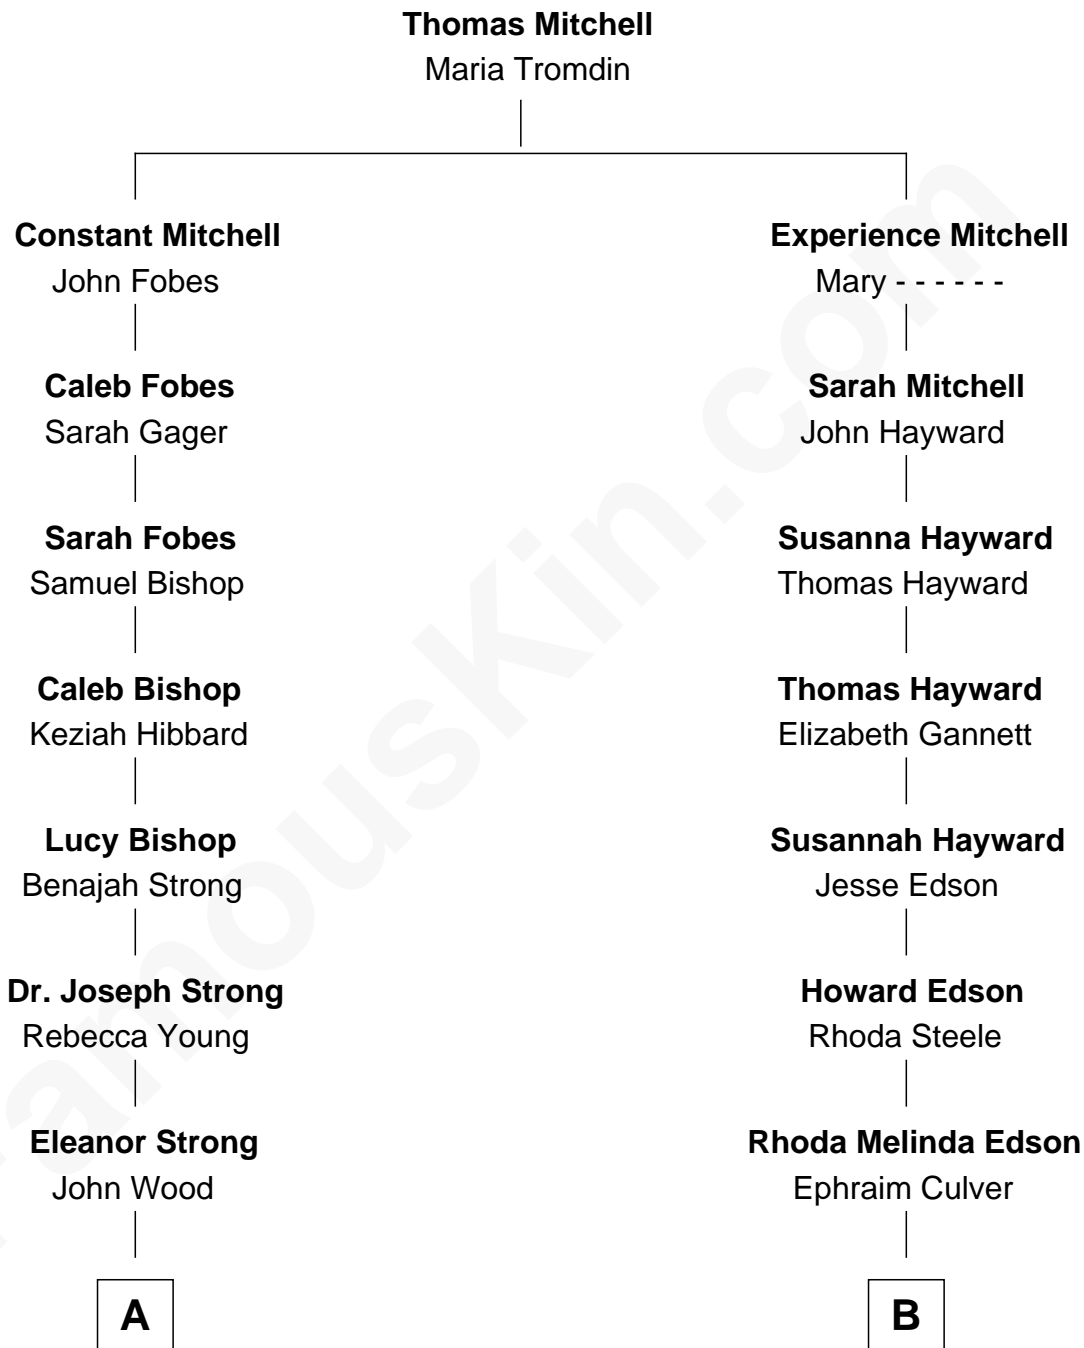 Thomas Mitchell
Maria Tromdin
Constant Mitchell
John Fobes
Experience Mitchell
Mary - - - - - -
Caleb Fobes
Sarah Gager
Sarah Mitchell
John Hayward
Sarah Fobes
Samuel Bishop
Susanna Hayward
Thomas Hayward
Caleb Bishop
Keziah Hibbard
Thomas Hayward
Elizabeth Gannett
Lucy Bishop
Benajah Strong
Susannah Hayward
Jesse Edson
Dr. Joseph Strong
Rebecca Young
Howard Edson
Rhoda Steele
Eleanor Strong
John Wood
Rhoda Melinda Edson
Ephraim Culver
A
B
FamousKin.com